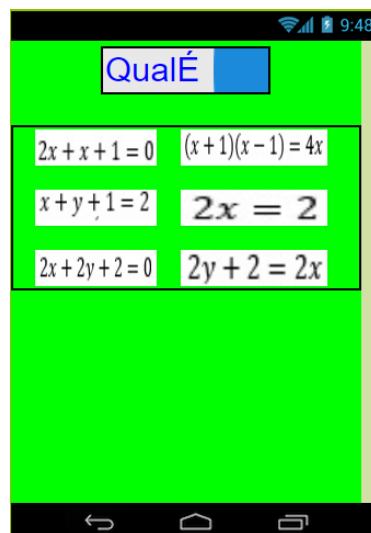 9:48
QualÉ
2x + x + 1 = 0 (x + 1)(x − 1) = 4x
x + y + 1 = 2 2x = 2
2x + 2y + 2 = 0 2y + 2 = 2x